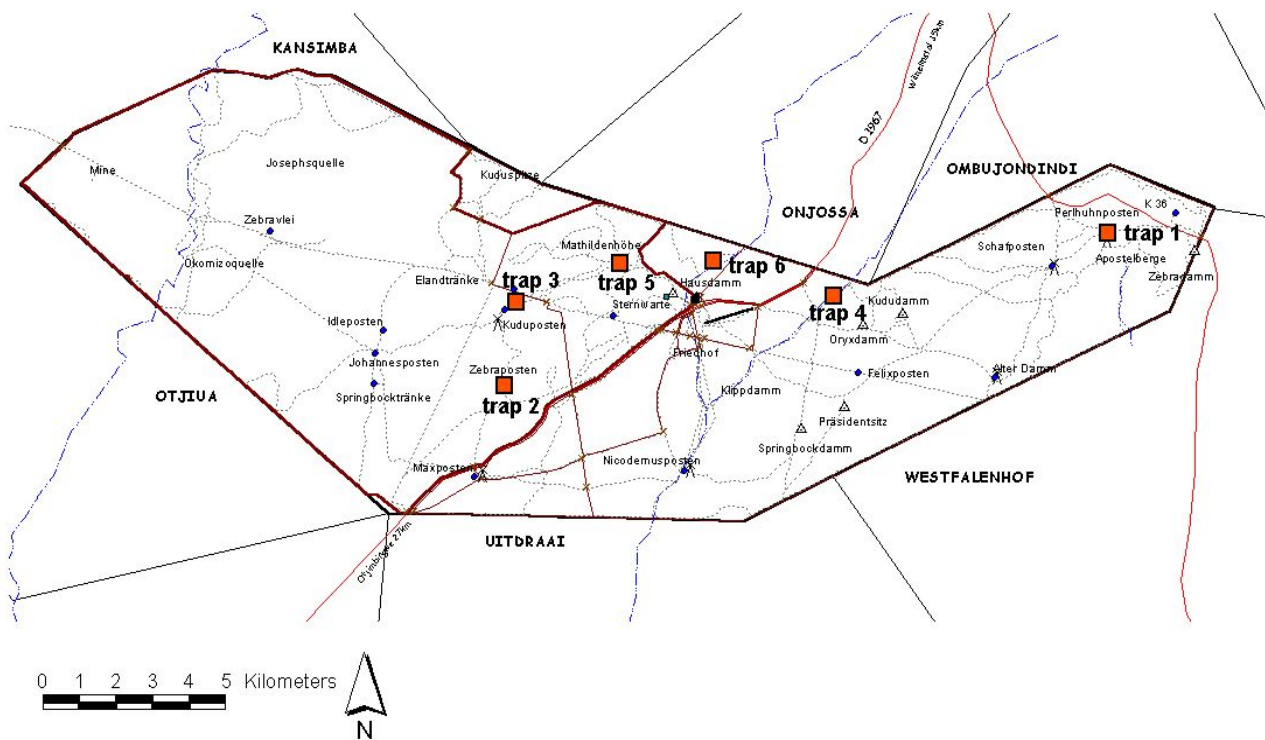 KANSIMBA
D 1967
OMBUJONDINDI
Mine
Josephsquelle
Kuduspitze
ONJOSSA
K 36
Perlhuhnposten
trap 1
Zebravlei
Mathildenhöhe
Schafposten
Apostelberge
Okomizoquelle
Elandtränke
trap 3
trap 5
trap 6
Hausdamm
Zebradamm
Sternwarte
Kududamm
trap 4
Idleposten
Kuduposten
Oryxdamm
Johannesposten
Friedhof
Zebraposten
Felixposten
Alter Damm
OTJIUA
Springbocktränke
trap 2
Klippdamm
Präsidentsitz
Springbockdamm
Maxposten
Nicodemusposten
WESTFALENHOF
UITDRAAI
0 1 2 3 4 5 Kilometers
N